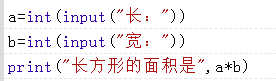 a=int(input("长："))
b=int(input("宽："))
print("长方形的面积是",a*b)